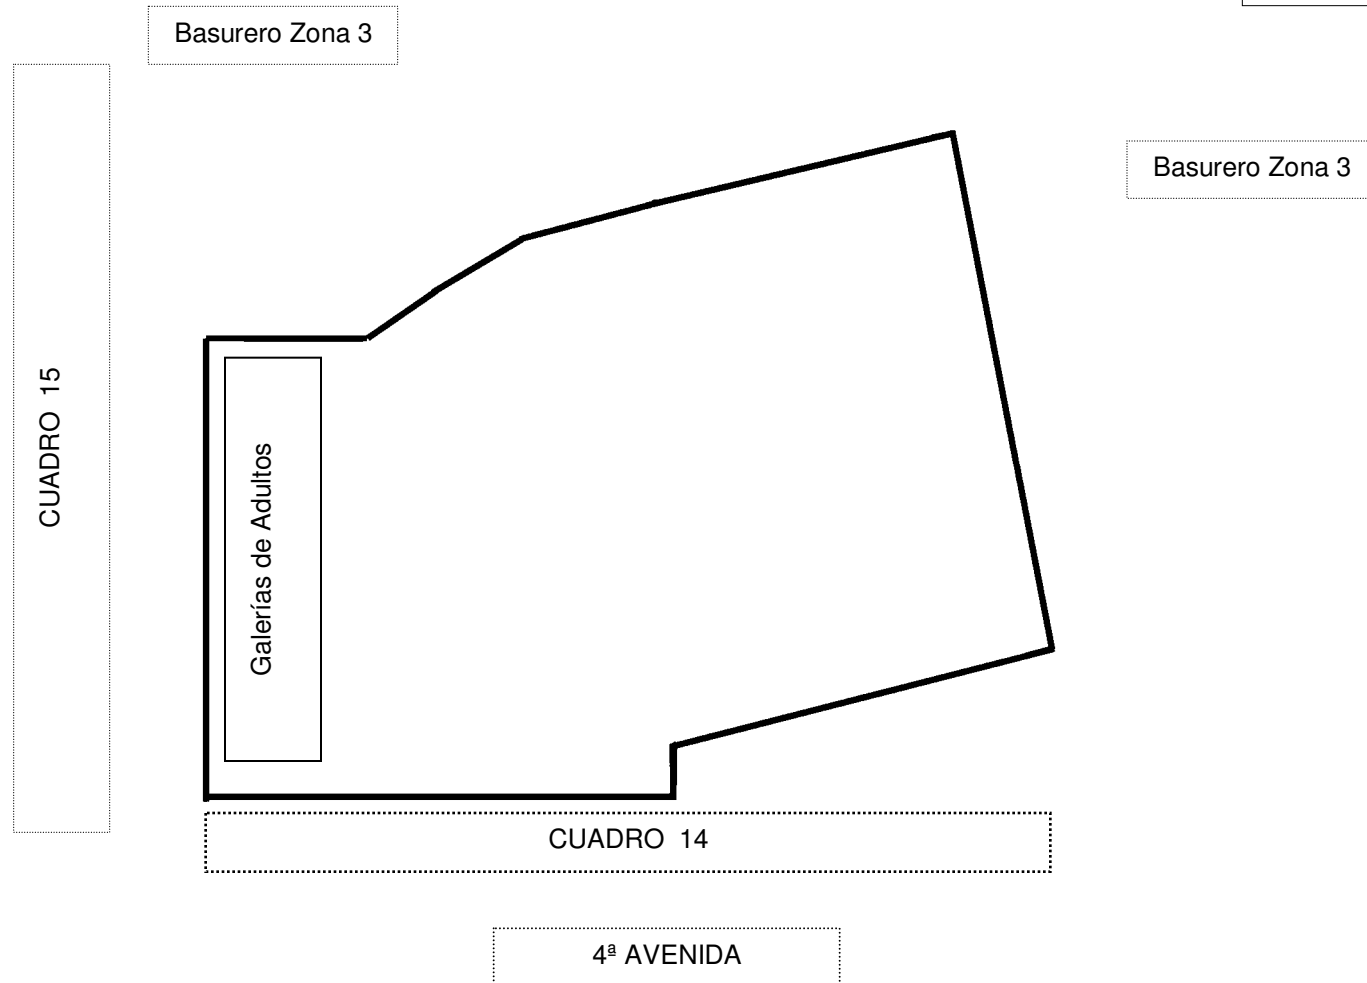 Basurero Zona 3
Basurero Zona 3
CUADRO 15
Galerías de Adultos
CUADRO 14
4ª AVENIDA